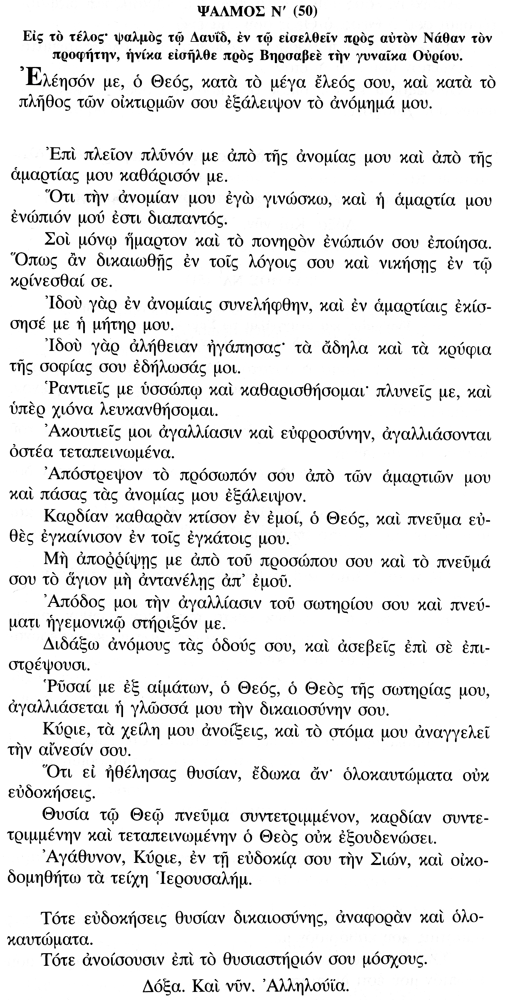 ΨΑΛΜΟΣ Ν′ (50)
Εἰς τὸ τέλος· ψαλμὸς τῷ Δαυΐδ, ἐν τῷ εἰσελθεῖν πρὸς αὐτὸν Νάθαν τὸν
προφήτην, ἡνίκα εἰσῆλθε πρὸς Βηρσαβεὲ τὴν γυναῖκα Οὐρίου.
Ἐλέησόν με, ὁ Θεός, κατὰ τὸ μέγα ἔλεός σου, καὶ κατὰ τὸ
πλῆθος τῶν οἰκτιρμῶν σου ἐξάλειψον τὸ ἀνόμημά μου.
Ἐπὶ πλεῖον πλῦνόν με ἀπὸ τῆς ἀνομίας μου καὶ ἀπὸ τῆς
ἁμαρτίας μου καθάρισόν με.
Ὅτι τὴν ἀνομίαν μου ἐγὼ γινώσκω, καὶ ἡ ἁμαρτία μου
ἐνώπιόν μού ἐστι διαπαντός.
Σοὶ μόνῳ ἥμαρτον καὶ τὸ πονηρὸν ἐνώπιόν σου ἐποίησα.
Ὅπως ἂν δικαιωθῇς ἐν τοῖς λόγοις σου καὶ νικήσῃς ἐν τῷ
κρίνεσθαί σε.
Ἰδοὺ γὰρ ἐν ἀνομίαις συνελήφθην, καὶ ἐν ἁμαρτίαις ἐκίσ-
σησέ με ἡ μήτηρ μου.
Ἰδοὺ γὰρ ἀλήθειαν ἠγάπησας· τὰ ἄδηλα καὶ τὰ κρύφια
τῆς σοφίας σου ἐδήλωσάς μοι.
Ῥαντιεῖς με ὑσσώπῳ καὶ καθαρισθήσομαι· πλυνεῖς με, καὶ
ὑπὲρ χιόνα λευκανθήσομαι.
Ἀκουτιεῖς μοι ἀγαλλίασιν καὶ εὐφροσύνην, ἀγαλλιάσονται
ὀστέα τεταπεινωμένα.
Ἀπόστρεψον τὸ πρόσωπόν σου ἀπὸ τῶν ἁμαρτιῶν μου
καὶ πάσας τὰς ἀνομίας μου ἐξάλειψον.
Καρδίαν καθαρὰν κτίσον ἐν ἐμοί, ὁ Θεός, καὶ πνεῦμα εὐ-
θὲς ἐγκαίνισον ἐν τοῖς ἐγκάτοις μου.
Μὴ ἀποῤῥίψῃς με ἀπὸ τοῦ προσώπου σου καὶ τὸ πνεῦμά
σου τὸ ἅγιον μὴ ἀντανέλῃς ἀπ’ ἐμοῦ.
Ἀπόδος μοι τὴν ἀγαλλίασιν τοῦ σωτηρίου σου καὶ πνεύ-
ματι ἡγεμονικῷ στήριξόν με.
Διδάξω ἀνόμους τὰς ὁδούς σου, καὶ ἀσεβεῖς ἐπὶ σὲ ἐπι-
στρέψουσι.
Ῥῦσαί με ἐξ αἱμάτων, ὁ Θεός, ὁ Θεὸς τῆς σωτηρίας μου,
ἀγαλλιάσεται ἡ γλῶσσά μου τὴν δικαιοσύνην σου.
Κύριε, τὰ χείλη μου ἀνοίξεις, καὶ τὸ στόμα μου ἀναγγελεῖ
τὴν αἴνεσίν σου.
Ὅτι εἰ ἠθέλησας θυσίαν, ἔδωκα ἄν· ὁλοκαυτώματα οὐκ
εὐδοκήσεις.
Θυσία τῷ Θεῷ πνεῦμα συντετριμμένον, καρδίαν συντε-
τριμμένην καὶ τεταπεινωμένην ὁ Θεὸς οὐκ ἐξουδενώσει.
Ἀγάθυνον, Κύριε, ἐν τῇ εὐδοκίᾳ σου τὴν Σιών, καὶ οἰκο-
δομηθήτω τὰ τείχη Ἱερουσαλήμ.
Τότε εὐδοκήσεις θυσίαν δικαιοσύνης, ἀναφορὰν καὶ ὁλο-
καυτώματα.
Τότε ἀνοίσουσιν ἐπὶ τὸ θυσιαστήριόν σου μόσχους.
Δόξα. Καὶ νῦν. Ἀλληλούϊα.